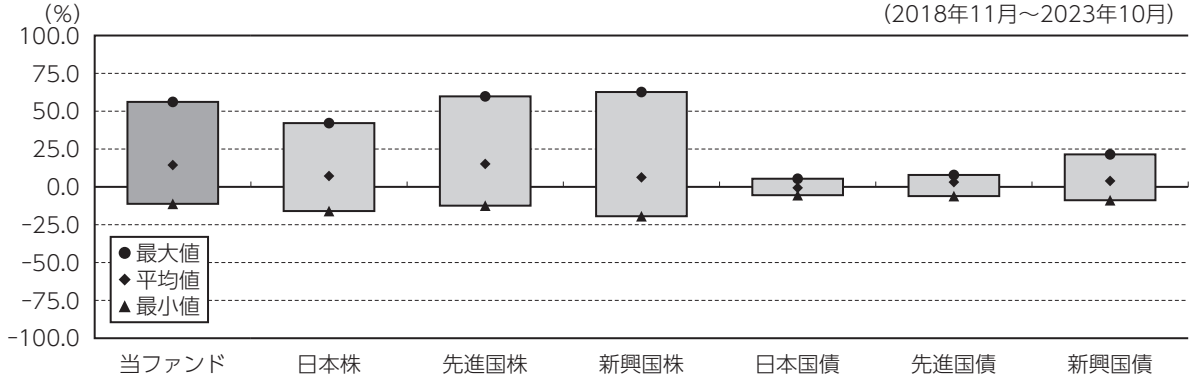 (%)
(2018年11月～2023年10月)
100.0
75.0
50.0
25.0
0.0
-25.0
-50.0
-75.0
-100.0
●最大値
◆平均値
▲最小値
当ファンド 日本株 先進国株 新興国株 日本国債 先進国債 新興国債